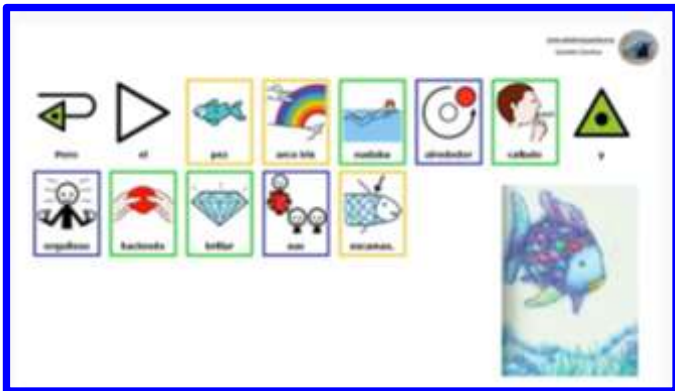 Pero el pez arco iris nadaba alrededor callado y
orgulloso haciendo brillar sus escamas.